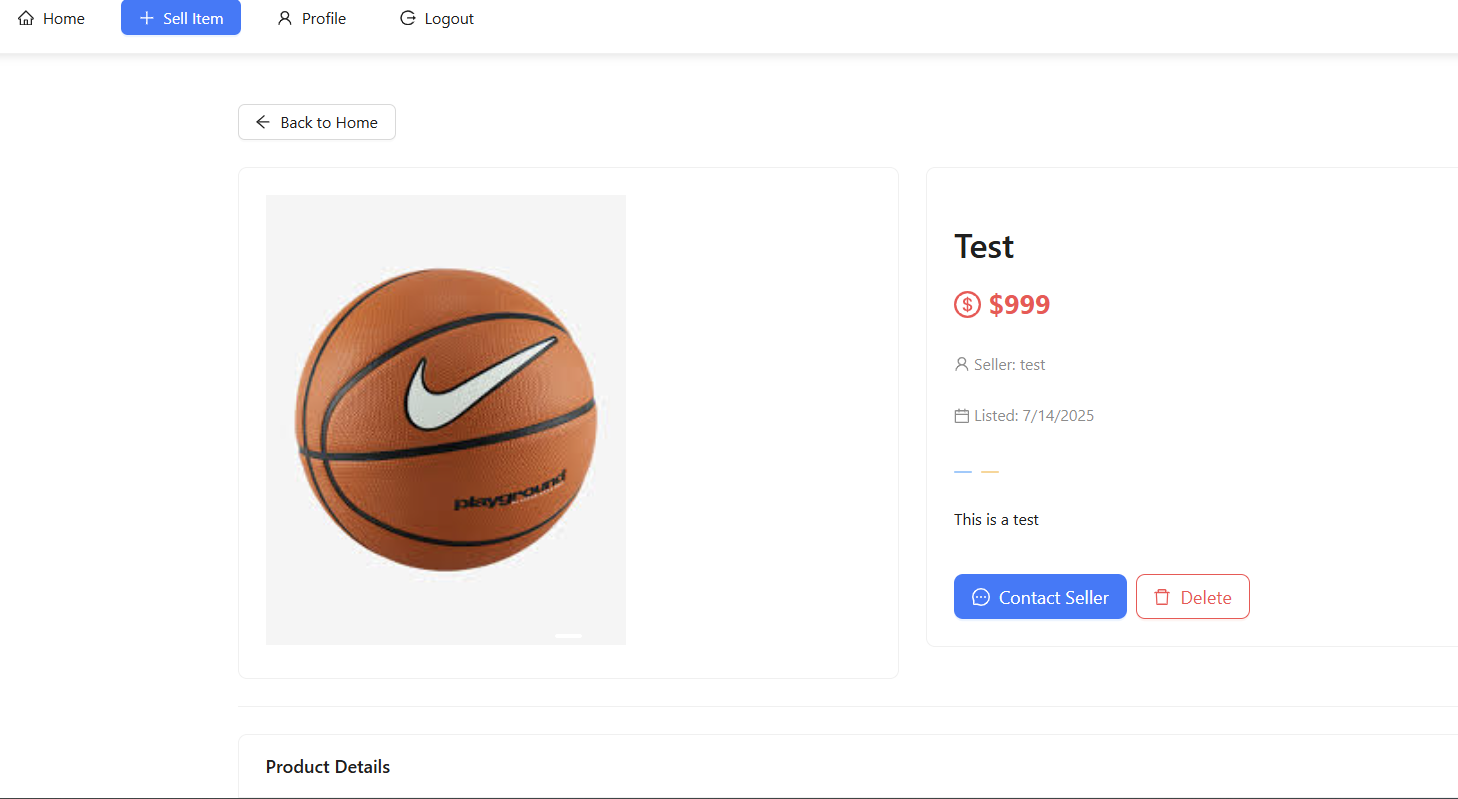 Home Sell Item Profile Logout
Back to Home
playground
Test
$999
Seller: test
Listed: 7/14/2025
This is a test
Contact Seller Delete
Product Details